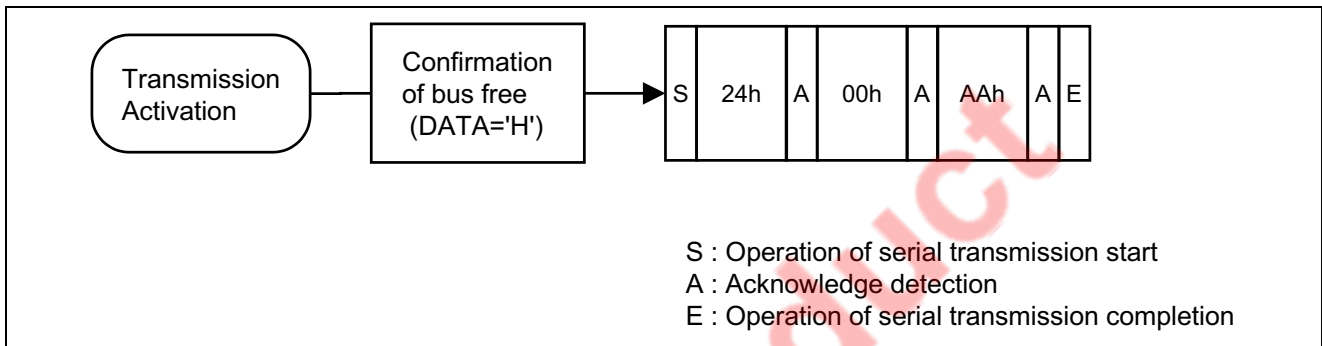 Transmission
Activation
Confirmation
of bus free
(DATA='H')
S 24h A 00h A AAh A E
S : Operation of serial transmission start
A : Acknowledge detection
E : Operation of serial transmission completion
duct